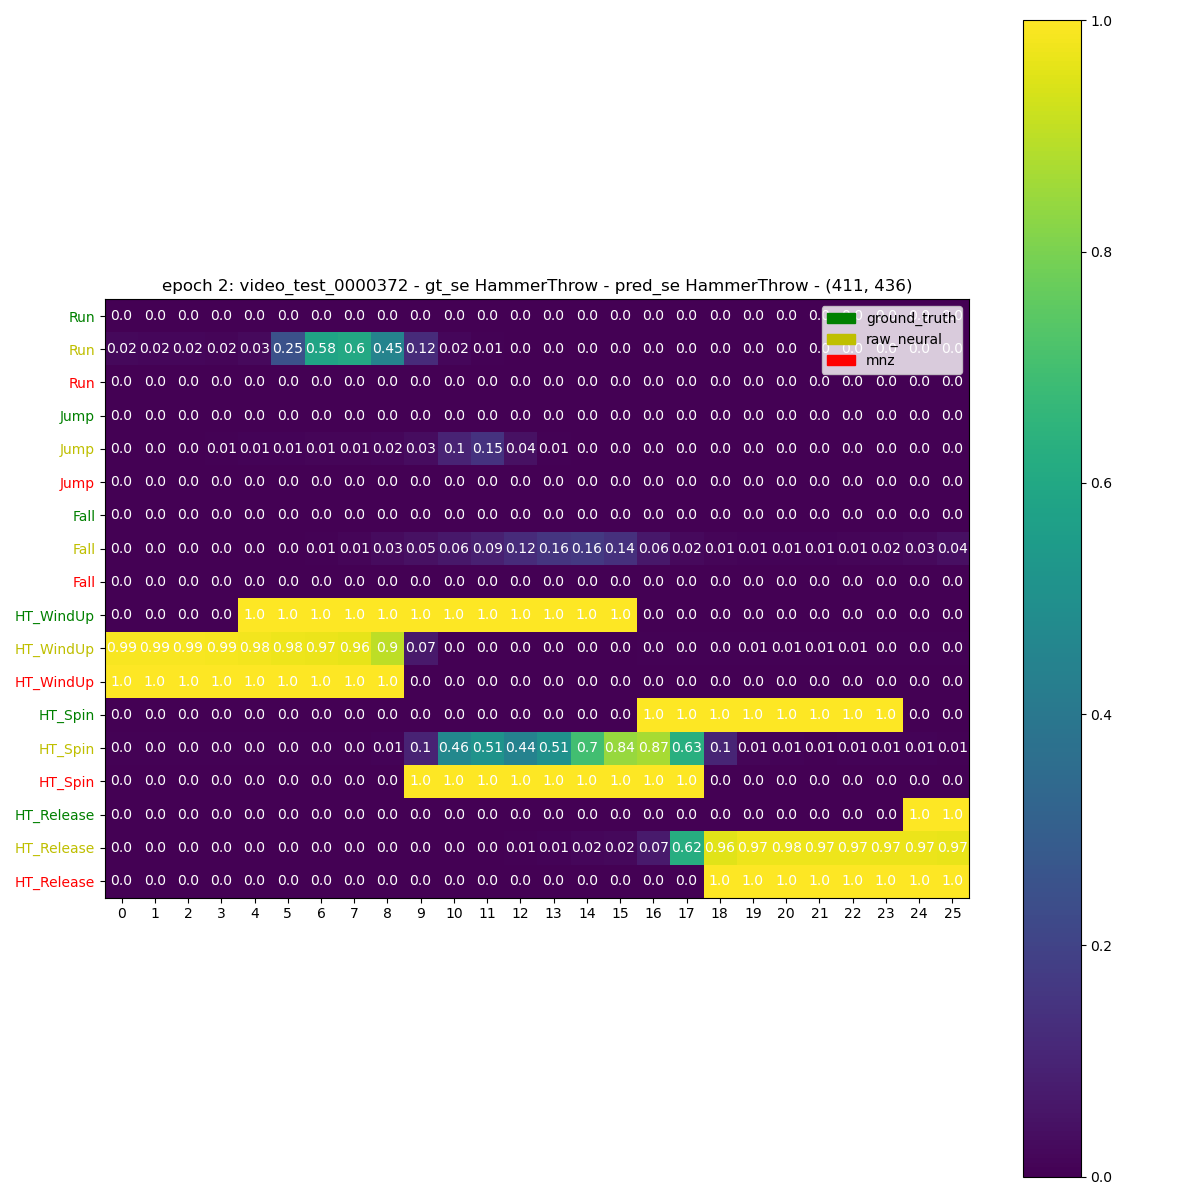 epoch 2: video_test_0000372 - gt_se HammerThrow - pred_se HammerThrow - (411, 436)
Run 0.0 0.0 0.0 0.0 0.0 0.0 0.0 0.0 0.0 0.0 0.0 0.0 0.0 0.0 0.0 0.0 0.0 0.0 0.0 0.0 0.0
ground_truth
raw_neural
mnz
Run 0.02 0.02 0.02 0.02 0.03 0.25 0.58 0.6 0.45 0.12 0.02 0.01 0.0 0.0 0.0 0.0 0.0 0.0 0.0 0.0 0.0
Run 0.0 0.0 0.0 0.0 0.0 0.0 0.0 0.0 0.0 0.0 0.0 0.0 0.0 0.0 0.0 0.0 0.0 0.0 0.0 0.0 0.0 0.0 0.0 0.0 0.0 0.0
Jump 0.0 0.0 0.0 0.0 0.0 0.0 0.0 0.0 0.0 0.0 0.0 0.0 0.0 0.0 0.0 0.0 0.0 0.0 0.0 0.0 0.0 0.0 0.0 0.0 0.0 0.0
Jump 0.0 0.0 0.0 0.01 0.01 0.01 0.01 0.01 0.02 0.03 0.1 0.15 0.04 0.01 0.0 0.0 0.0 0.0 0.0 0.0 0.0 0.0 0.0 0.0 0.0 0.0
Jump 0.0 0.0 0.0 0.0 0.0 0.0 0.0 0.0 0.0 0.0 0.0 0.0 0.0 0.0 0.0 0.0 0.0 0.0 0.0 0.0 0.0 0.0 0.0 0.0 0.0 0.0
Fall 0.0 0.0 0.0 0.0 0.0 0.0 0.0 0.0 0.0 0.0 0.0 0.0 0.0 0.0 0.0 0.0 0.0 0.0 0.0 0.0 0.0 0.0 0.0 0.0 0.0 0.0
Fall 0.0 0.0 0.0 0.0 0.0 0.0 0.01 0.01 0.03 0.05 0.06 0.09 0.12 0.16 0.16 0.14 0.06 0.02 0.01 0.01 0.01 0.01 0.01 0.02 0.03 0.04
Fall 0.0 0.0 0.0 0.0 0.0 0.0 0.0 0.0 0.0 0.0 0.0 0.0 0.0 0.0 0.0 0.0 0.0 0.0 0.0 0.0 0.0 0.0 0.0 0.0 0.0 0.0
HT_WindUp 0.0 0.0 0.0 0.0 1.0 1.0 1.0 1.0 1.0 1.0 1.0 1.0 1.0 1.0 1.0 1.0 0.0 0.0 0.0 0.0 0.0 0.0 0.0 0.0 0.0 0.0
HT_WindUp 0.99 0.99 0.99 0.99 0.98 0.98 0.97 0.96 0.9 0.07 0.0 0.0 0.0 0.0 0.0 0.0 0.0 0.0 0.0 0.01 0.01 0.01 0.01 0.0 0.0 0.0
HT_WindUp 1.0 1.0 1.0 1.0 1.0 1.0 1.0 1.0 1.0 0.0 0.0 0.0 0.0 0.0 0.0 0.0 0.0 0.0 0.0 0.0 0.0 0.0 0.0 0.0 0.0 0.0
HT_Spin 0.0 0.0 0.0 0.0 0.0 0.0 0.0 0.0 0.0 0.0 0.0 0.0 0.0 0.0 0.0 0.0 1.0 1.0 1.0 1.0 1.0 1.0 1.0 1.0 0.0 0.0
HT_Spin 0.0 0.0 0.0 0.0 0.0 0.0 0.0 0.0 0.01 0.1 0.46 0.51 0.44 0.51 0.7 0.84 0.87 0.63 0.1 0.01 0.01 0.01 0.01 0.01 0.01 0.01
HT_Spin 0.0 0.0 0.0 0.0 0.0 0.0 0.0 0.0 0.0 1.0 1.0 1.0 1.0 1.0 1.0 1.0 1.0 1.0 0.0 0.0 0.0 0.0 0.0 0.0 0.0 0.0
HT_Release 0.0 0.0 0.0 0.0 0.0 0.0 0.0 0.0 0.0 0.0 0.0 0.0 0.0 0.0 0.0 0.0 0.0 0.0 0.0 0.0 0.0 0.0 0.0 0.0 1.0 1.0
HT_Release 0.0 0.0 0.0 0.0 0.0 0.0 0.0 0.0 0.0 0.0 0.0 0.0 0.01 0.01 0.02 0.02 0.07 0.62 0.96 0.97 0.98 0.97 0.97 0.97 0.97 0.97
HT_Release 0.0 0.0 0.0 0.0 0.0 0.0 0.0 0.0 0.0 0.0 0.0 0.0 0.0 0.0 0.0 0.0 0.0 0.0 1.0 1.0 1.0 1.0 1.0 1.0 1.0 1.0
0 1 2 3 4 5 6 7 8 9 10 11 12 13 14 15 16 17 18 19 20 21 22 23 24 25
1.0
0.8
0.6
0.4
0.2
0.0